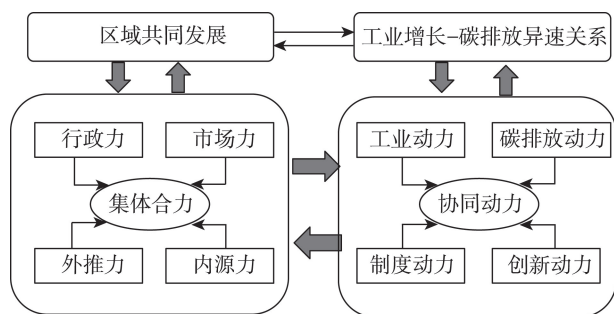 区域共同发展
工业增长-碳排放异速关系
行政力
市场力
集体合力
外推力
内源力
工业动力
碳排放动力
协同动力
制度动力
创新动力